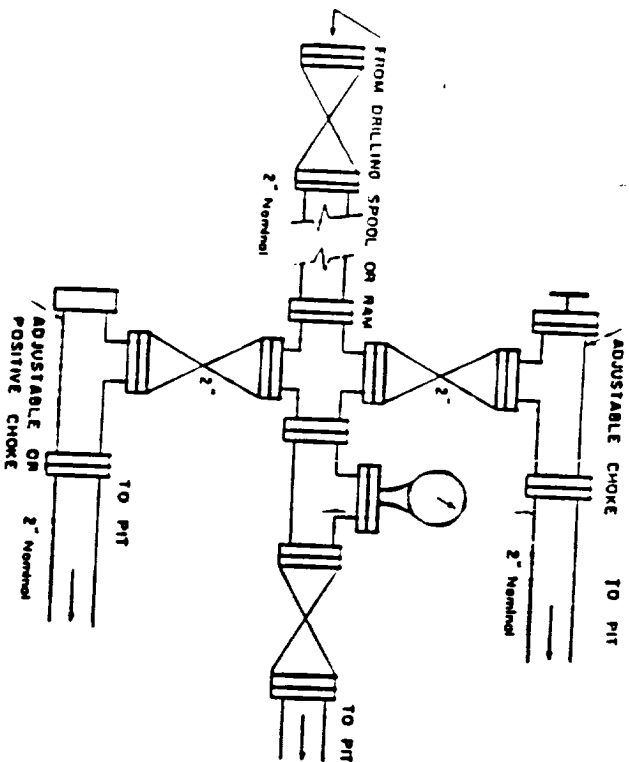 FROM DRILLING SPOOL OR RAM
2" Nominal
ADJUSTABLE CHOKE
TO PIT
2" Nominal
2"
2"
ADJUSTABLE OR
POSITIVE CHOKE
TO PIT
2" Nominal
TO PIT